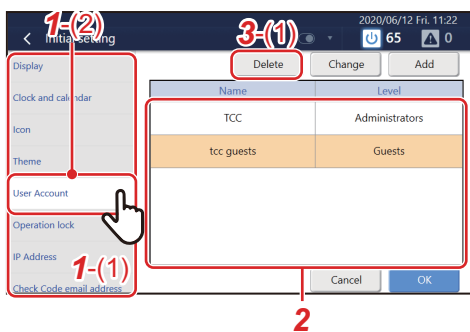 2020/06/12 Fri. 11:22
1-(2)
3-(1)
Initial setting
65
0
Display
Delete
Change
Add
Clock and calendar
Name
Level
TCC
Administrators
Icon
tcc guests
Guests
Theme
User Account
Operation lock
IP Address
1-(1)
Check Code email address
Cancel
OK
2